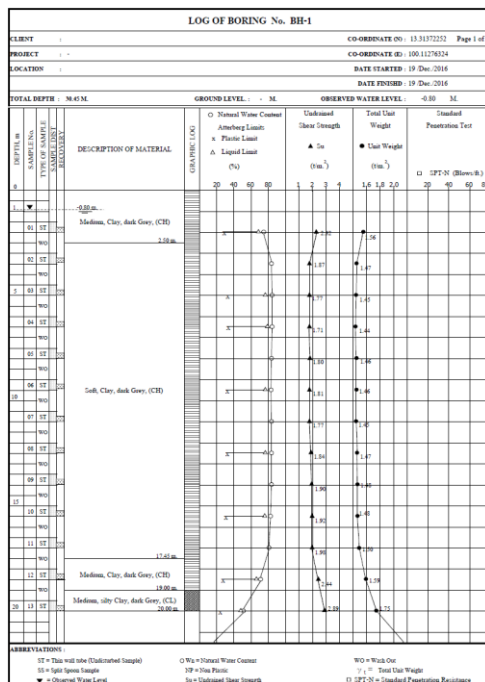 LOG OF BORING No. BH-1
CLIENT :
CO-ORDINATE (N) : 13.31372252 Page 1 of
PROJECT : -
CO-ORDINATE (E) : 100.11276324
LOCATION :
DATE STARTED : 19 /Dec./2016
DATE FINISHD : 19 /Dec./2016
TOTAL DEPTH : 30.45 M.
GROUND LEVEL : - M.
OBSERVED WATER LEVEL : -0.80 M.
DEPTH, m
SAMPLE No.
TYPE OF SAMPLE
SAMPLE DIST
RECOVERY
DESCRIPTION OF MATERIAL
GRAPHIC LOG
○ Natural Water Content
Atterberg Limits
x Plastic Limit
△ Liquid Limit
(%)
20 40 60 80
Undrained
Shear Strength
▲ Su
(t/m.²)
1 2 3 4
Total Unit
Weight
● Unit Weight
(t/m.³)
1.6 1.8 2.0
Standard
Penetration Test
□ SPT-N (Blows/ft.)
20 40 60 80
0
1
-0.80 m.
Medium, Clay, dark Grey, (CH)
01 ST
1.56
WO
2.50 m.
02 ST
1.87
1.47
WO
5 03 ST
1.77
1.45
WO
04 ST
1.71
1.44
WO
05 ST
1.80
1.46
WO
06 ST
Soft, Clay, dark Grey, (CH)
1.81
1.46
10 WO
07 ST
1.77
1.45
WO
08 ST
1.84
1.47
WO
09 ST
1.90
WO
15
10 ST
1.92
1.48
WO
11 ST
1.98
1.50
WO
17.45 m.
12 ST
Medium, Clay, dark Grey, (CH)
2.44
1.59
WO
19.00 m.
Medium, silty Clay, dark Grey, (CL)
20 13 ST
20.00 m.
2.89
1.75
ABBREVIATIONS :
ST = Thin wall tube (Undisturbed Sample)
○ Wn = Natural Water Content
WO = Wash Out
SS = Split Spoon Sample
NP = Non Plastic
γt = Total Unit Weight
▼ = Observed Water Level
Su = Undrained Shear Strength
□ SPT-N = Standard Penetration Resistance